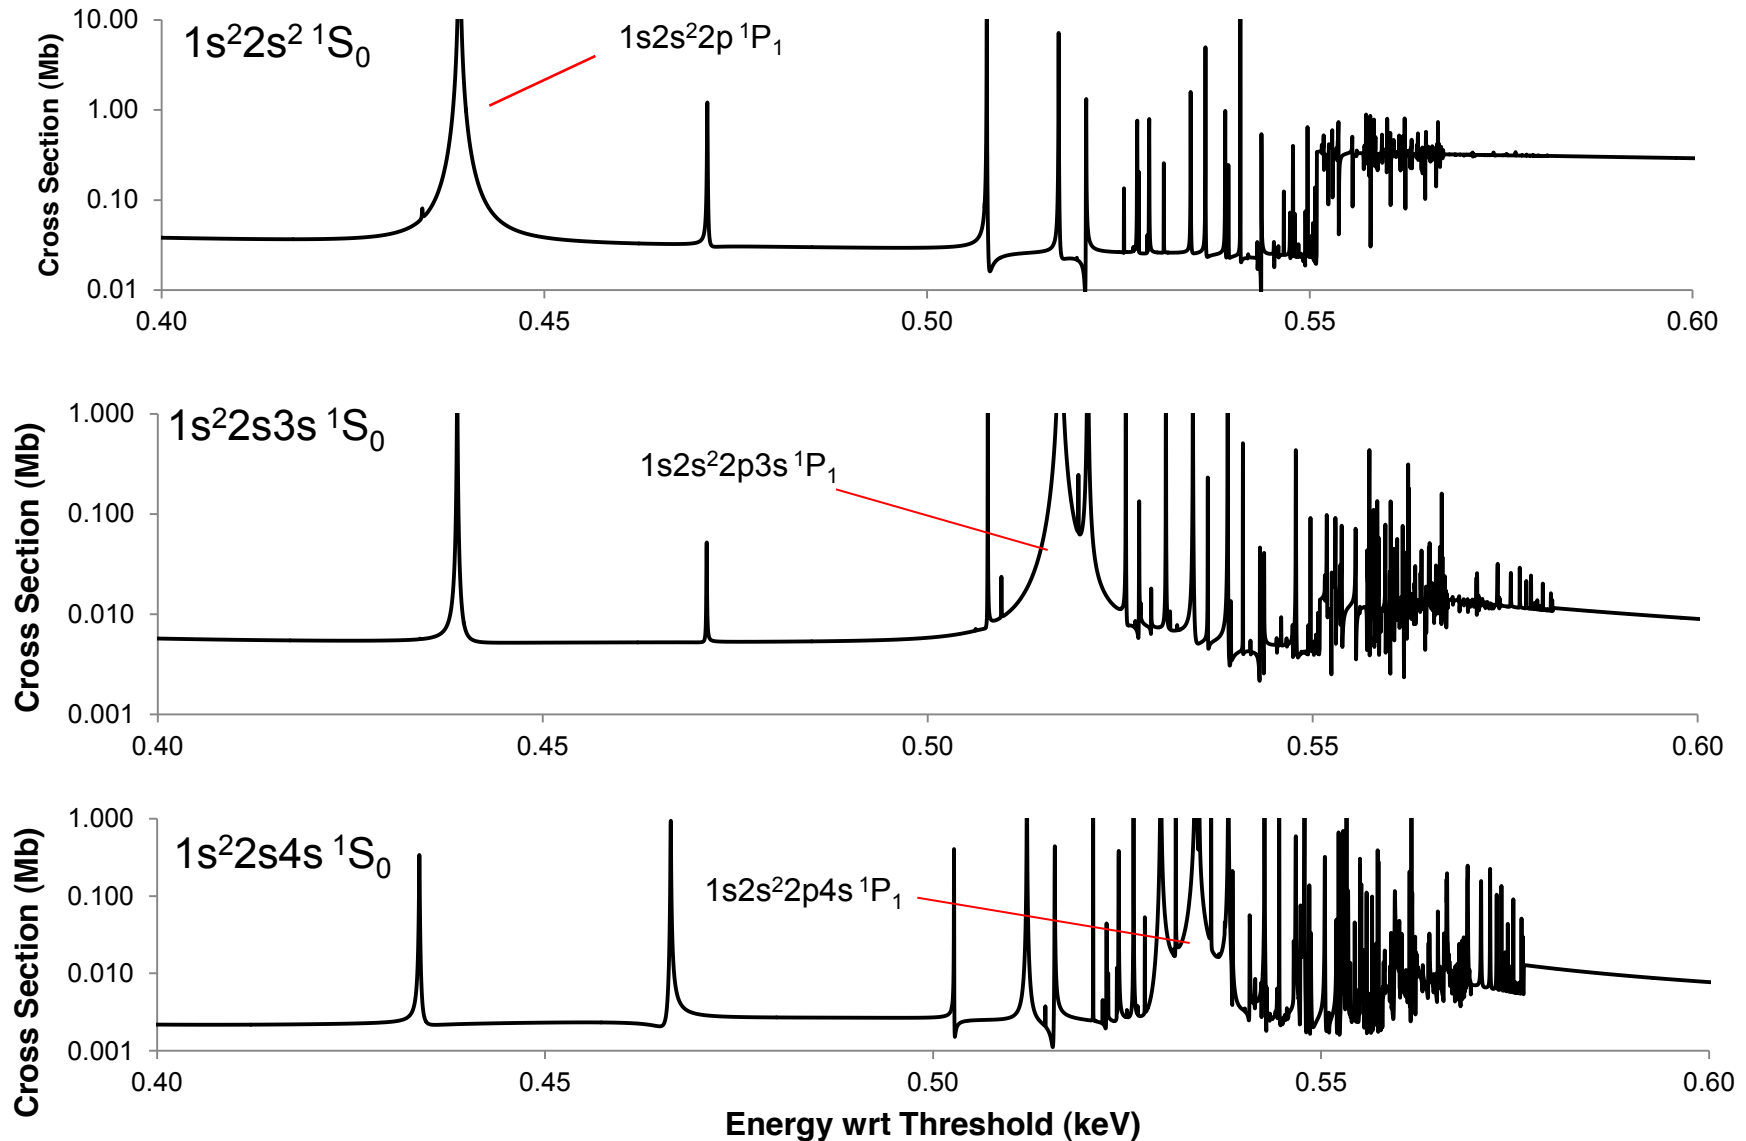 10.00
1s²2s² ¹S₀
1s2s²2p ¹P₁
1.00
0.10
0.01
Cross Section (Mb)
0.40 0.45 0.50 0.55 0.60
1.000
1s²2s3s ¹S₀
1s2s²2p3s ¹P₁
0.100
0.010
0.001
Cross Section (Mb)
0.40 0.45 0.50 0.55 0.60
1.000
1s²2s4s ¹S₀
1s2s²2p4s ¹P₁
0.100
0.010
0.001
Cross Section (Mb)
0.40 0.45 0.50 0.55 0.60
Energy wrt Threshold (keV)